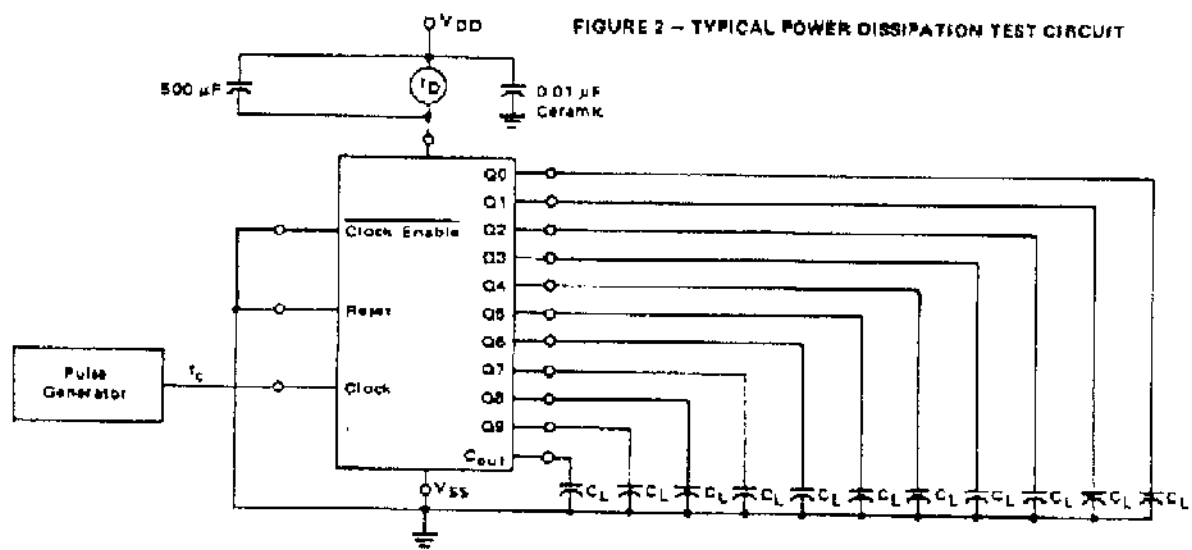 FIGURE 2 – TYPICAL POWER DISSIPATION TEST CIRCUIT
VDD
500 µF
ID
0.01 µF
Ceramic
Q0
Q1
Clock Enable
Q2
Q3
Q4
Reset
Q5
Q6
Pulse
Generator
fc
Clock
Q7
Q8
Q9
Cout
VSS
CL CL CL CL CL CL CL CL CL CL CL